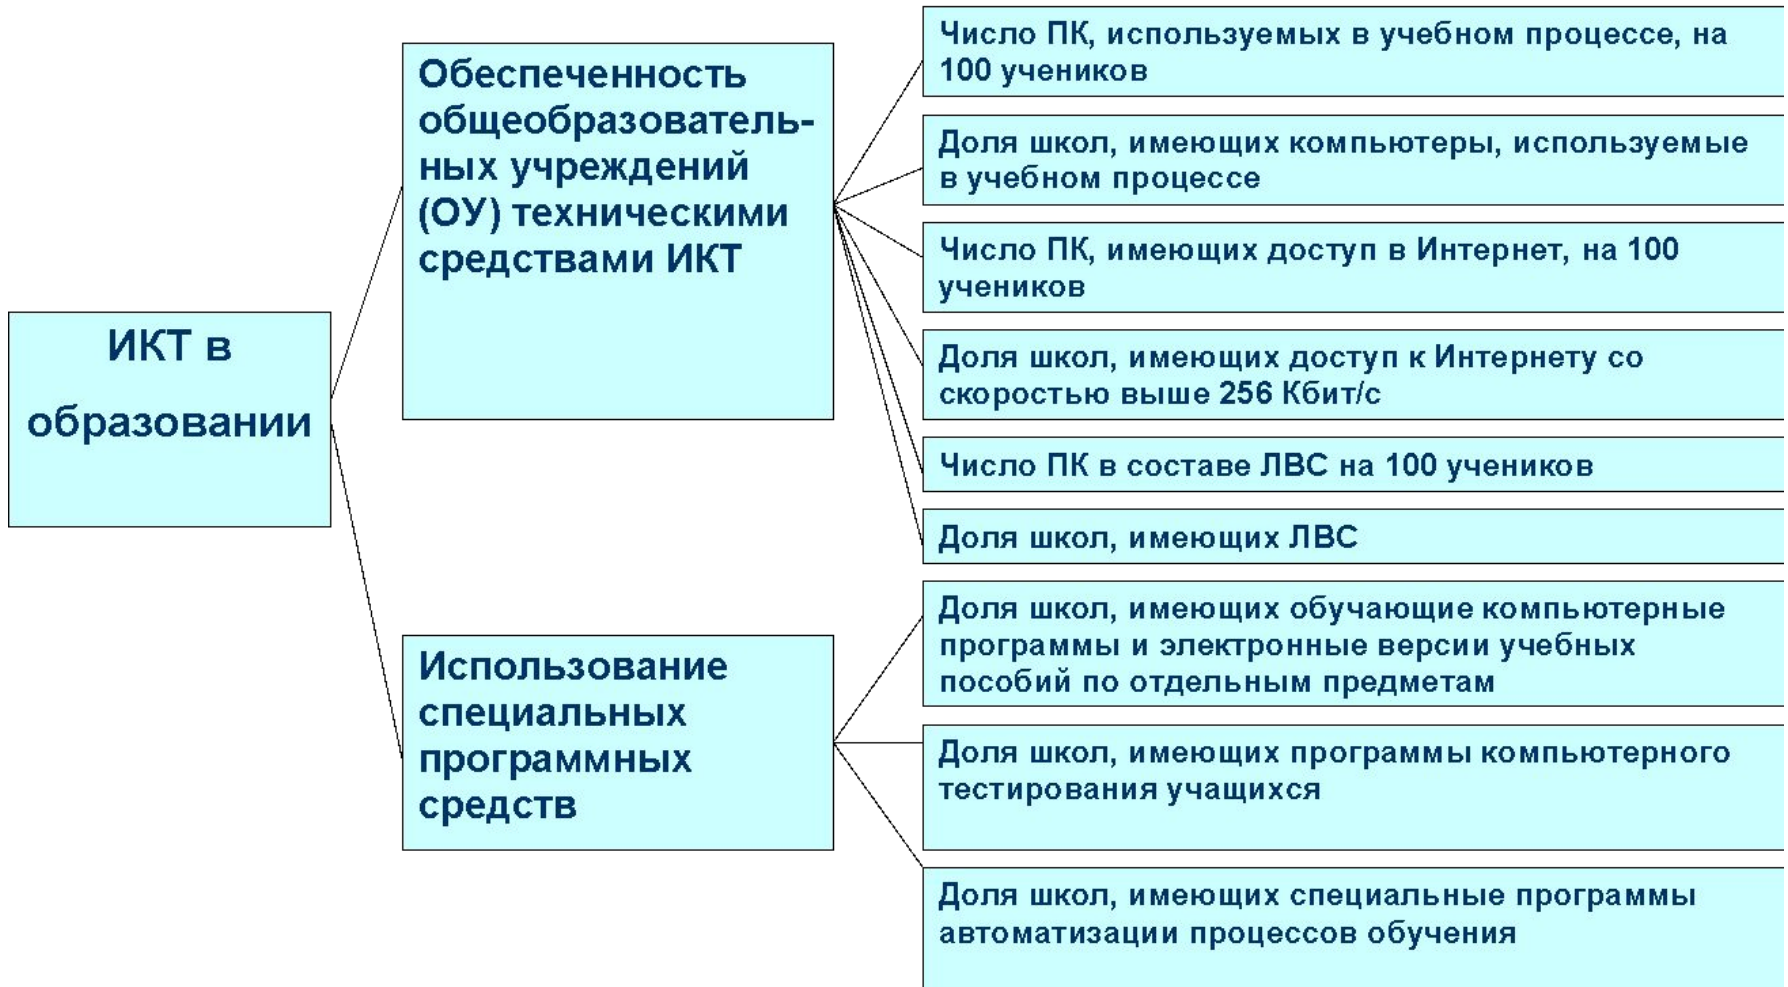 ИКТ в
образовании
Обеспеченность
общеобразователь-
ных учреждений
(ОУ) техническими
средствами ИКТ
Использование
специальных
программных
средств
Число ПК, используемых в учебном процессе, на
100 учеников
Доля школ, имеющих компьютеры, используемые
в учебном процессе
Число ПК, имеющих доступ в Интернет, на 100
учеников
Доля школ, имеющих доступ к Интернету со
скоростью выше 256 Кбит/с
Число ПК в составе ЛВС на 100 учеников
Доля школ, имеющих ЛВС
Доля школ, имеющих обучающие компьютерные
программы и электронные версии учебных
пособий по отдельным предметам
Доля школ, имеющих программы компьютерного
тестирования учащихся
Доля школ, имеющих специальные программы
автоматизации процессов обучения